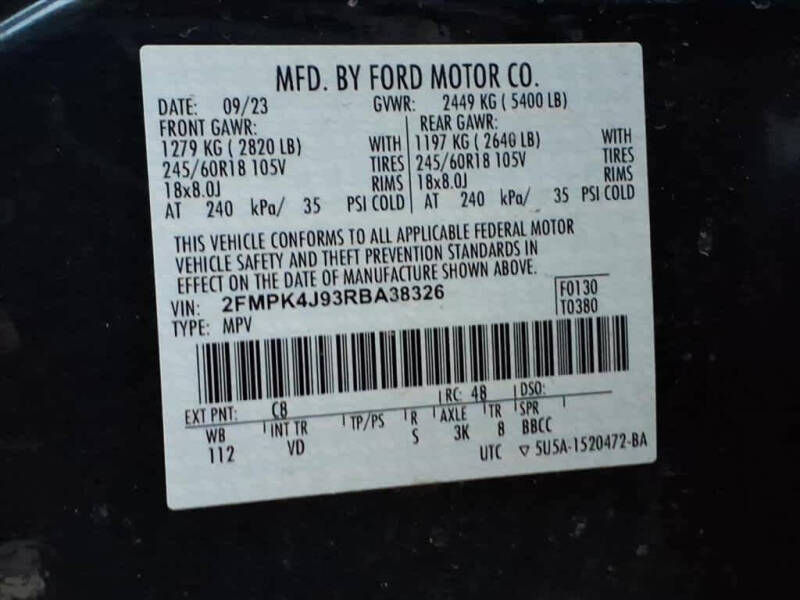 MFD. BY FORD MOTOR CO.
DATE: 09/23 GVWR: 2449 KG ( 5400 LB)
FRONT GAWR: REAR GAWR:
1279 KG ( 2820 LB) WITH 1197 KG ( 2640 LB) WITH
245/60R18 105V TIRES 245/60R18 105V TIRES
18x8.0J RIMS 18x8.0J RIMS
AT 240 kPa/ 35 PSI COLD AT 240 kPa/ 35 PSI COLD
THIS VEHICLE CONFORMS TO ALL APPLICABLE FEDERAL MOTOR
VEHICLE SAFETY AND THEFT PREVENTION STANDARDS IN
EFFECT ON THE DATE OF MANUFACTURE SHOWN ABOVE.
VIN: 2FMPK4J93RBA38326 F0130
TYPE: MPV T0380
EXT PNT: C8 RC: 48 DSO:
WB INT TR TP/PS R AXLE TR SPR
112 VD S 3K 8 BBCC
UTC ▽ 5U5A-1520472-BA